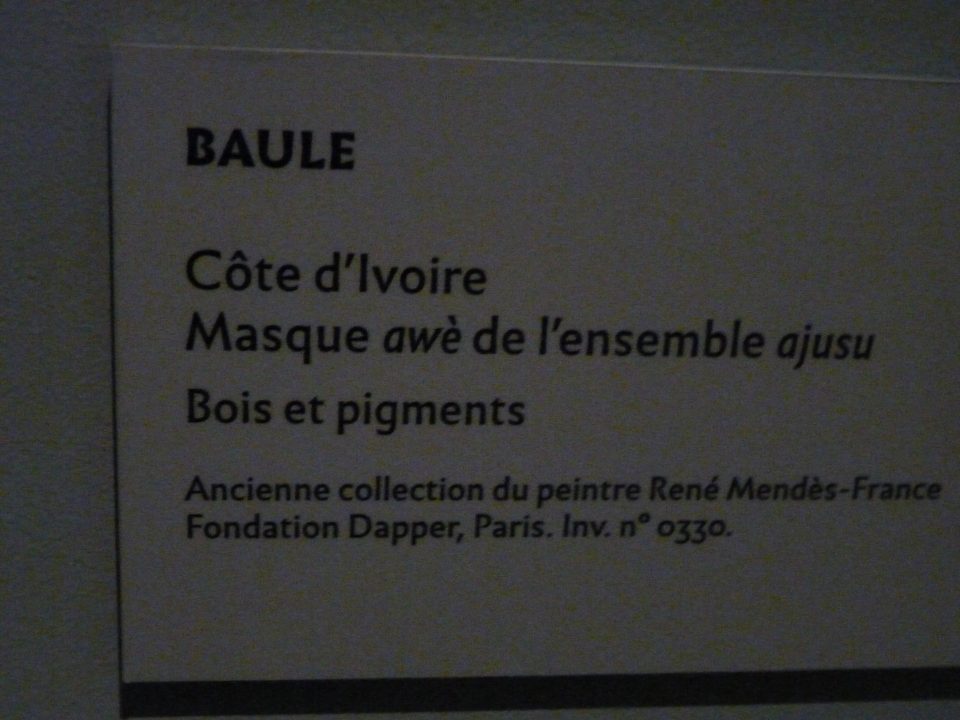 BAULE
Côte d'Ivoire
Masque awè de l'ensemble ajusu
Bois et pigments
Ancienne collection du peintre René Mendès-France
Fondation Dapper, Paris. Inv. n° 0330.